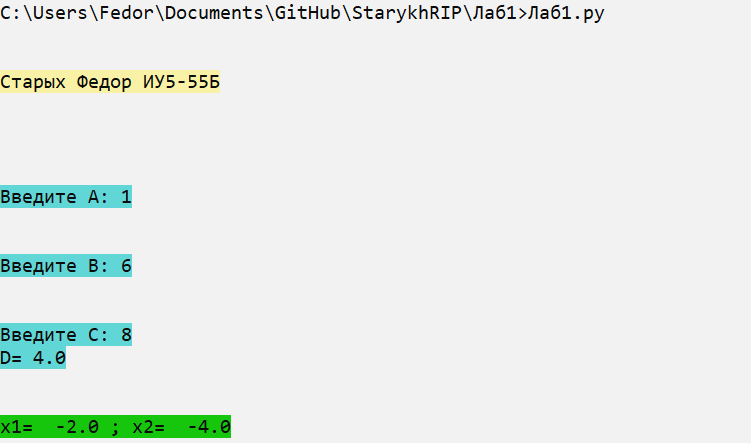 C:\Users\Fedor\Documents\GitHub\StarykhRIP\Лаб1>Лаб1.py
Старых Федор ИУ5-55Б
Введите A: 1
Введите B: 6
Введите C: 8
D= 4.0
x1=  -2.0 ; x2=  -4.0